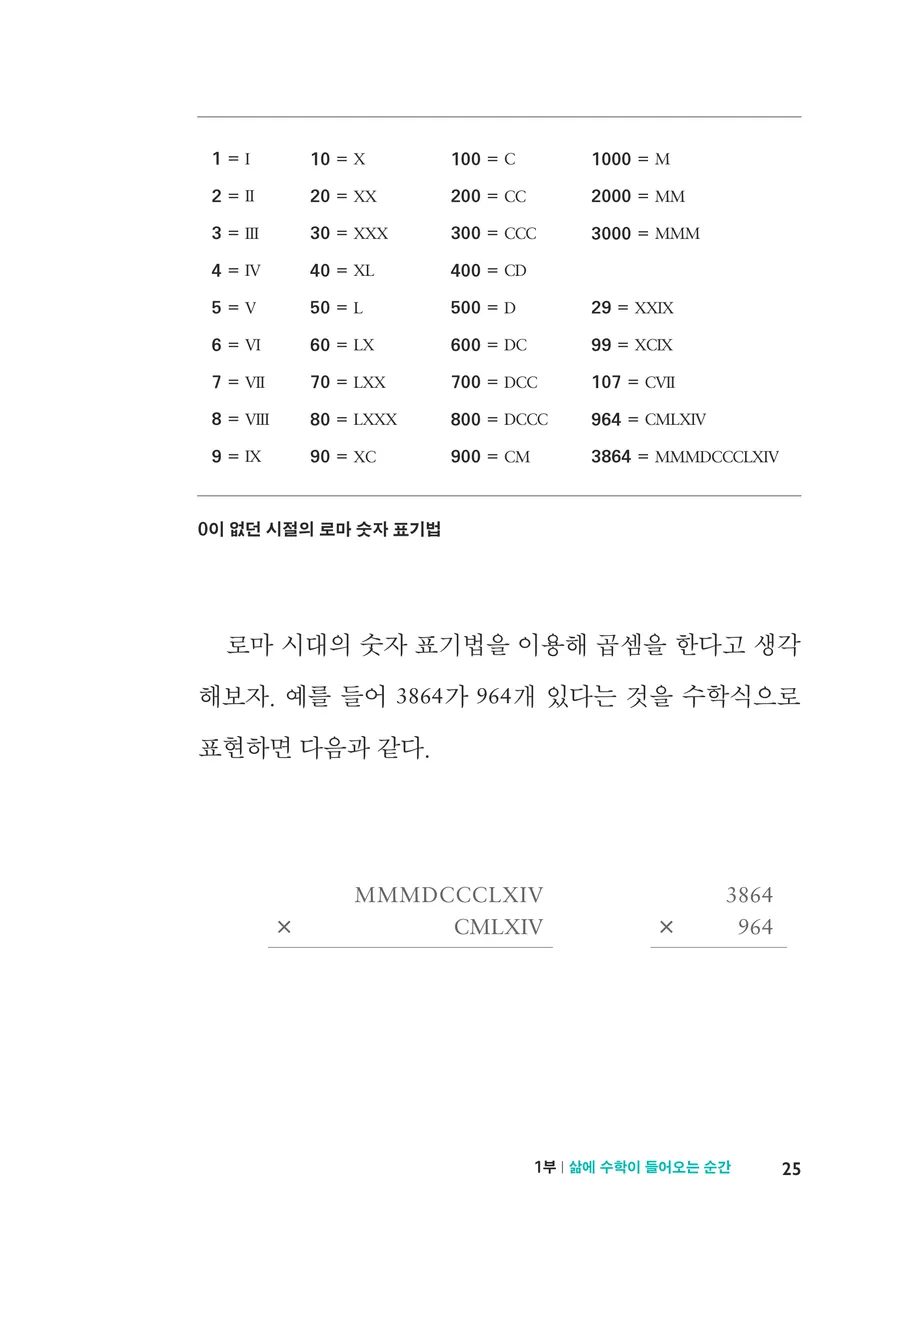 1 = I 10 = X 100 = C 1000 = M
2 = II 20 = XX 200 = CC 2000 = MM
3 = III 30 = XXX 300 = CCC 3000 = MMM
4 = IV 40 = XL 400 = CD
5 = V 50 = L 500 = D 29 = XXIX
6 = VI 60 = LX 600 = DC 99 = XCIX
7 = VII 70 = LXX 700 = DCC 107 = CVII
8 = VIII 80 = LXXX 800 = DCCC 964 = CMLXIV
9 = IX 90 = XC 900 = CM 3864 = MMMDCCCLXIV
0이 없던 시절의 로마 숫자 표기법
로마 시대의 숫자 표기법을 이용해 곱셈을 한다고 생각
해보자. 예를 들어 3864가 964개 있다는 것을 수학식으로
표현하면 다음과 같다.
MMMDCCCLXIV 3864
× CMLXIV × 964
1부 | 삶에 수학이 들어오는 순간 25